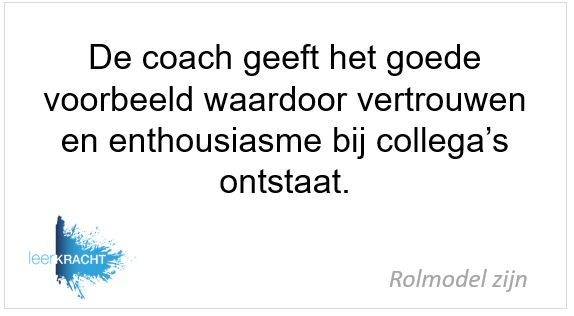 De coach geeft het goede
voorbeeld waardoor vertrouwen
en enthousiasme bij collega’s
ontstaat.
leerKRACHT
Rolmodel zijn